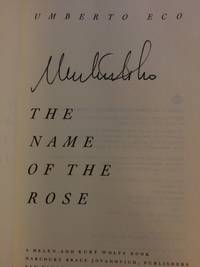 UMBERTO ECO
THE
NAME
OF THE
ROSE
A HELEN AND KURT WOLFF BOOK
HARCOURT BRACE JOVANOVICH, PUBLISHERS